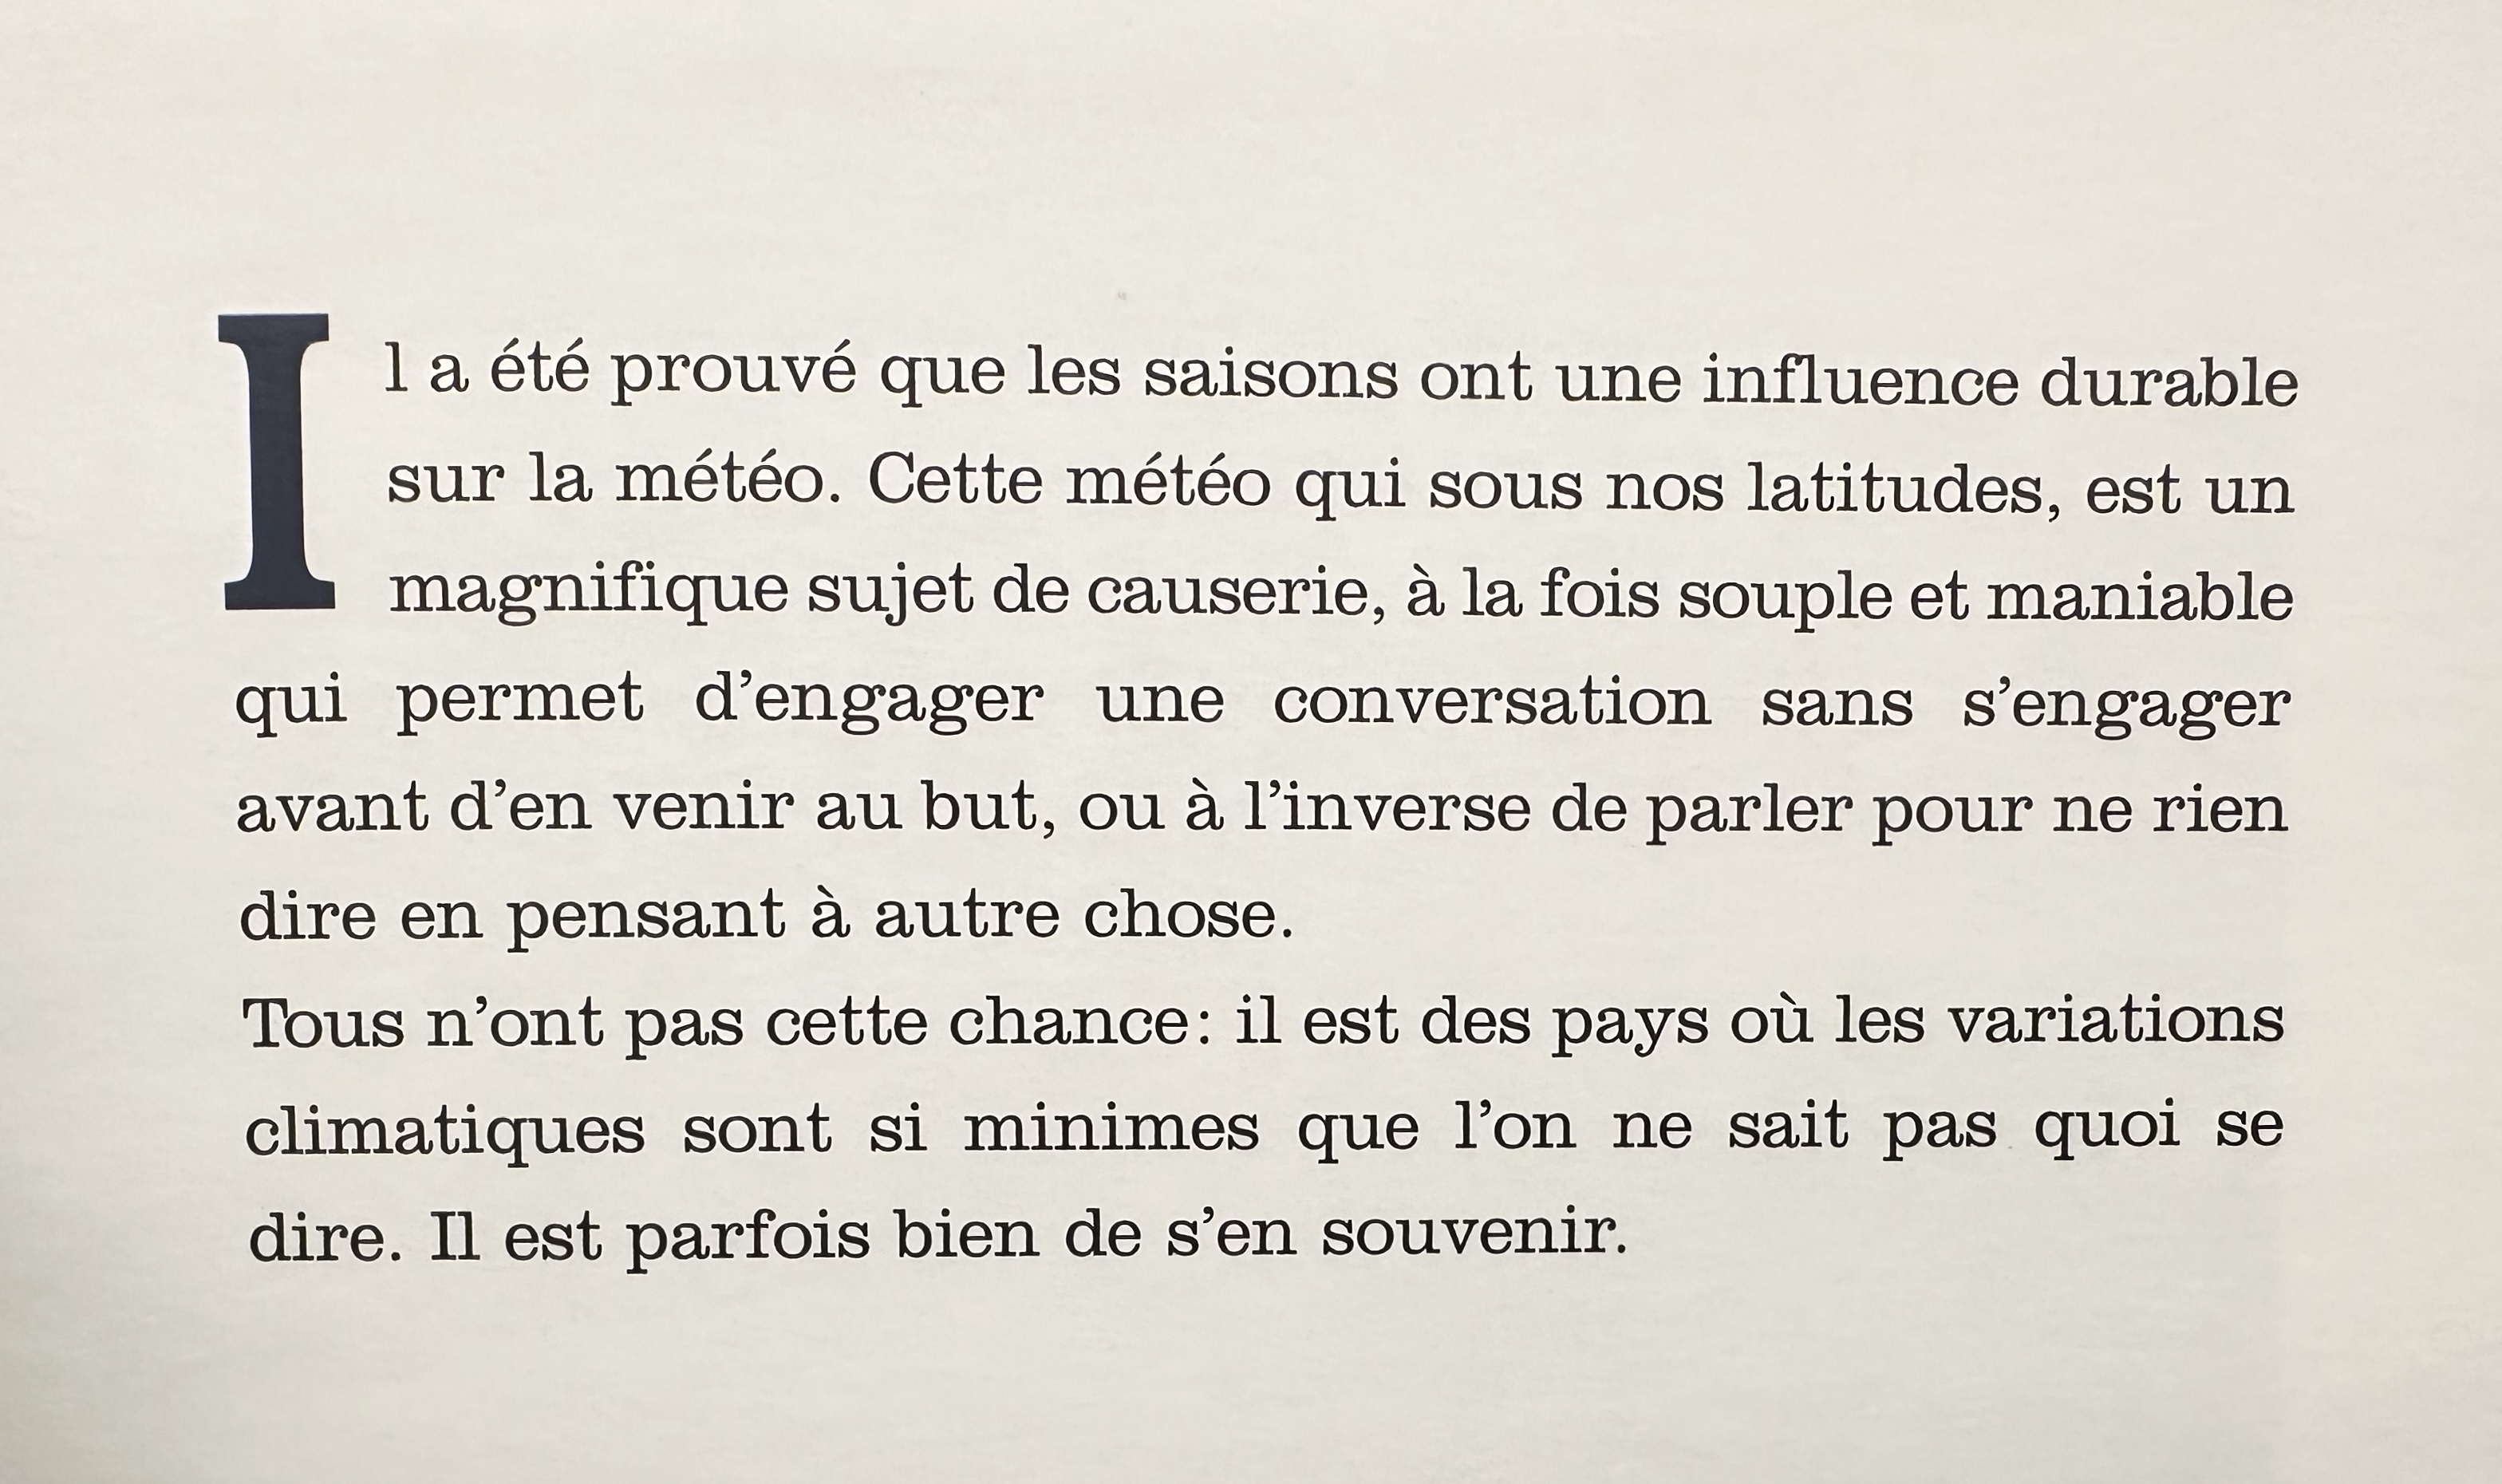 Il a été prouvé que les saisons ont une influence durable
sur la météo. Cette météo qui sous nos latitudes, est un
magnifique sujet de causerie, à la fois souple et maniable
qui permet d’engager une conversation sans s’engager
avant d’en venir au but, ou à l’inverse de parler pour ne rien
dire en pensant à autre chose.
Tous n’ont pas cette chance: il est des pays où les variations
climatiques sont si minimes que l’on ne sait pas quoi se
dire. Il est parfois bien de s’en souvenir.